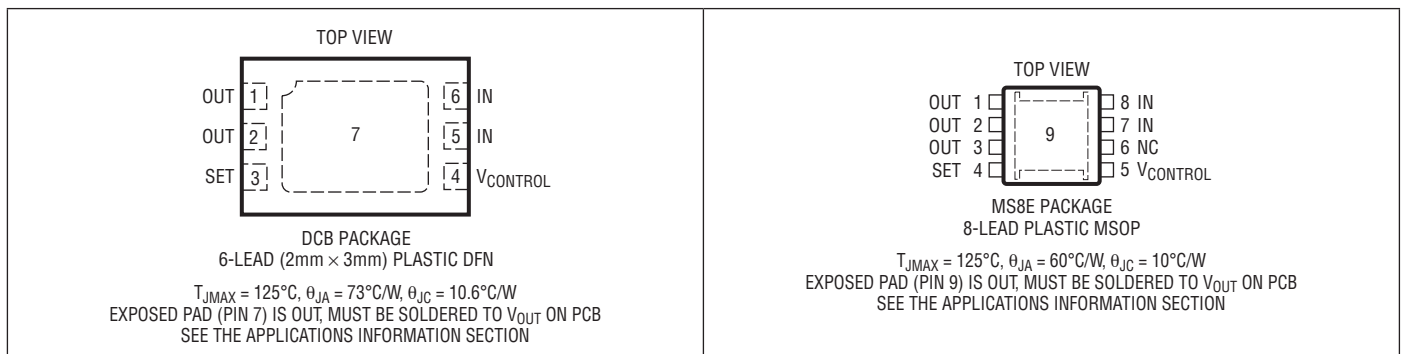 TOP VIEW
OUT 1
6 IN
7
OUT 2
5 IN
SET 3
4 VCONTROL
DCB PACKAGE
6-LEAD (2mm × 3mm) PLASTIC DFN
TJMAX = 125°C, θJA = 73°C/W, θJC = 10.6°C/W
EXPOSED PAD (PIN 7) IS OUT, MUST BE SOLDERED TO VOUT ON PCB
SEE THE APPLICATIONS INFORMATION SECTION
TOP VIEW
OUT 1
8 IN
OUT 2
7 IN
9
OUT 3
6 NC
SET 4
5 VCONTROL
MS8E PACKAGE
8-LEAD PLASTIC MSOP
TJMAX = 125°C, θJA = 60°C/W, θJC = 10°C/W
EXPOSED PAD (PIN 9) IS OUT, MUST BE SOLDERED TO VOUT ON PCB
SEE THE APPLICATIONS INFORMATION SECTION